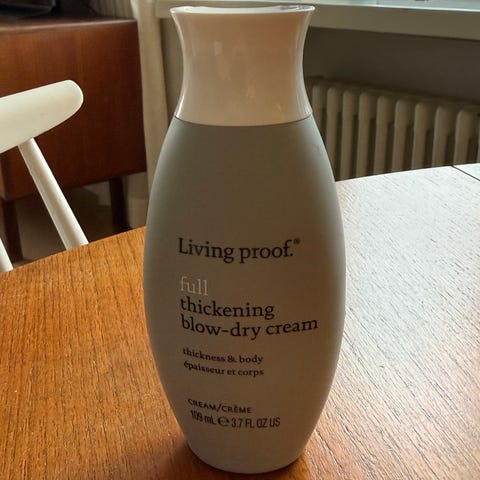 Living proof.®
full
thickening
blow-dry cream
thickness & body
épaisseur et corps
CREAM/CRÈME
109 mL ℮ 3.7 FL OZ US